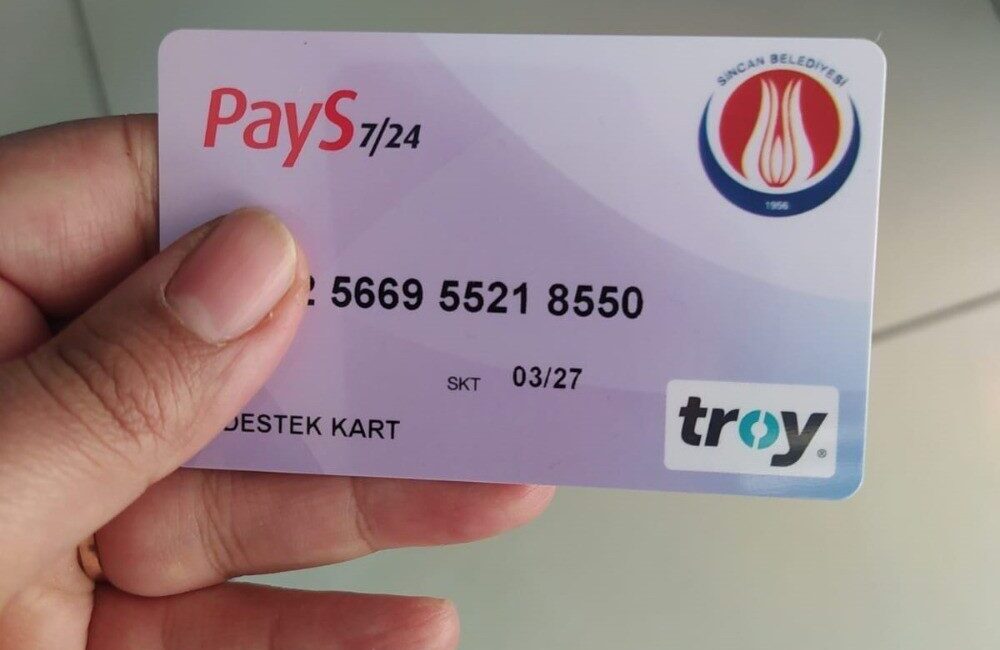 PayS 7/24
SİNCAN BELEDİYESİ
1956
2 5669 5521 8550
SKT 03/27
DESTEK KART
troy®